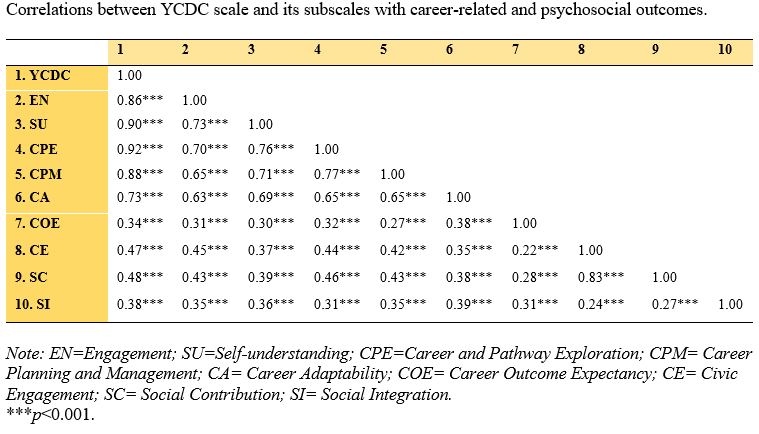 Correlations between YCDC scale and its subscales with career-related and psychosocial outcomes.
1 2 3 4 5 6 7 8 9 10
1. YCDC 1.00
2. EN 0.86*** 1.00
3. SU 0.90*** 0.73*** 1.00
4. CPE 0.92*** 0.70*** 0.76*** 1.00
5. CPM 0.88*** 0.65*** 0.71*** 0.77*** 1.00
6. CA 0.73*** 0.63*** 0.69*** 0.65*** 0.65*** 1.00
7. COE 0.34*** 0.31*** 0.30*** 0.32*** 0.27*** 0.38*** 1.00
8. CE 0.47*** 0.45*** 0.37*** 0.44*** 0.42*** 0.35*** 0.22*** 1.00
9. SC 0.48*** 0.43*** 0.39*** 0.46*** 0.43*** 0.38*** 0.28*** 0.83*** 1.00
10. SI 0.38*** 0.35*** 0.36*** 0.31*** 0.35*** 0.39*** 0.31*** 0.24*** 0.27*** 1.00
Note: EN=Engagement; SU=Self-understanding; CPE=Career and Pathway Exploration; CPM= Career
Planning and Management; CA= Career Adaptability; COE= Career Outcome Expectancy; CE= Civic
Engagement; SC= Social Contribution; SI= Social Integration.
***p<0.001.